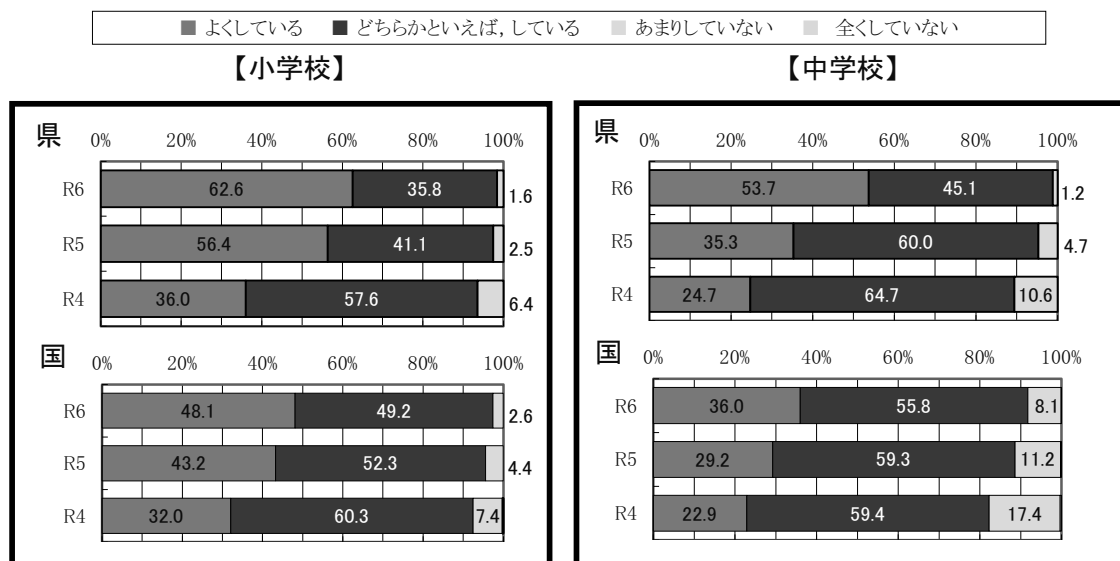 よくしている どちらかといえば，している あまりしていない 全くしていない
【小学校】
県 0% 20% 40% 60% 80% 100%
R6 62.6 35.8 1.6
R5 56.4 41.1 2.5
R4 36.0 57.6 6.4
国 0% 20% 40% 60% 80% 100%
R6 48.1 49.2 2.6
R5 43.2 52.3 4.4
R4 32.0 60.3 7.4
【中学校】
県 0% 20% 40% 60% 80% 100%
R6 53.7 45.1 1.2
R5 35.3 60.0 4.7
R4 24.7 64.7 10.6
国 0% 20% 40% 60% 80% 100%
R6 36.0 55.8 8.1
R5 29.2 59.3 11.2
R4 22.9 59.4 17.4